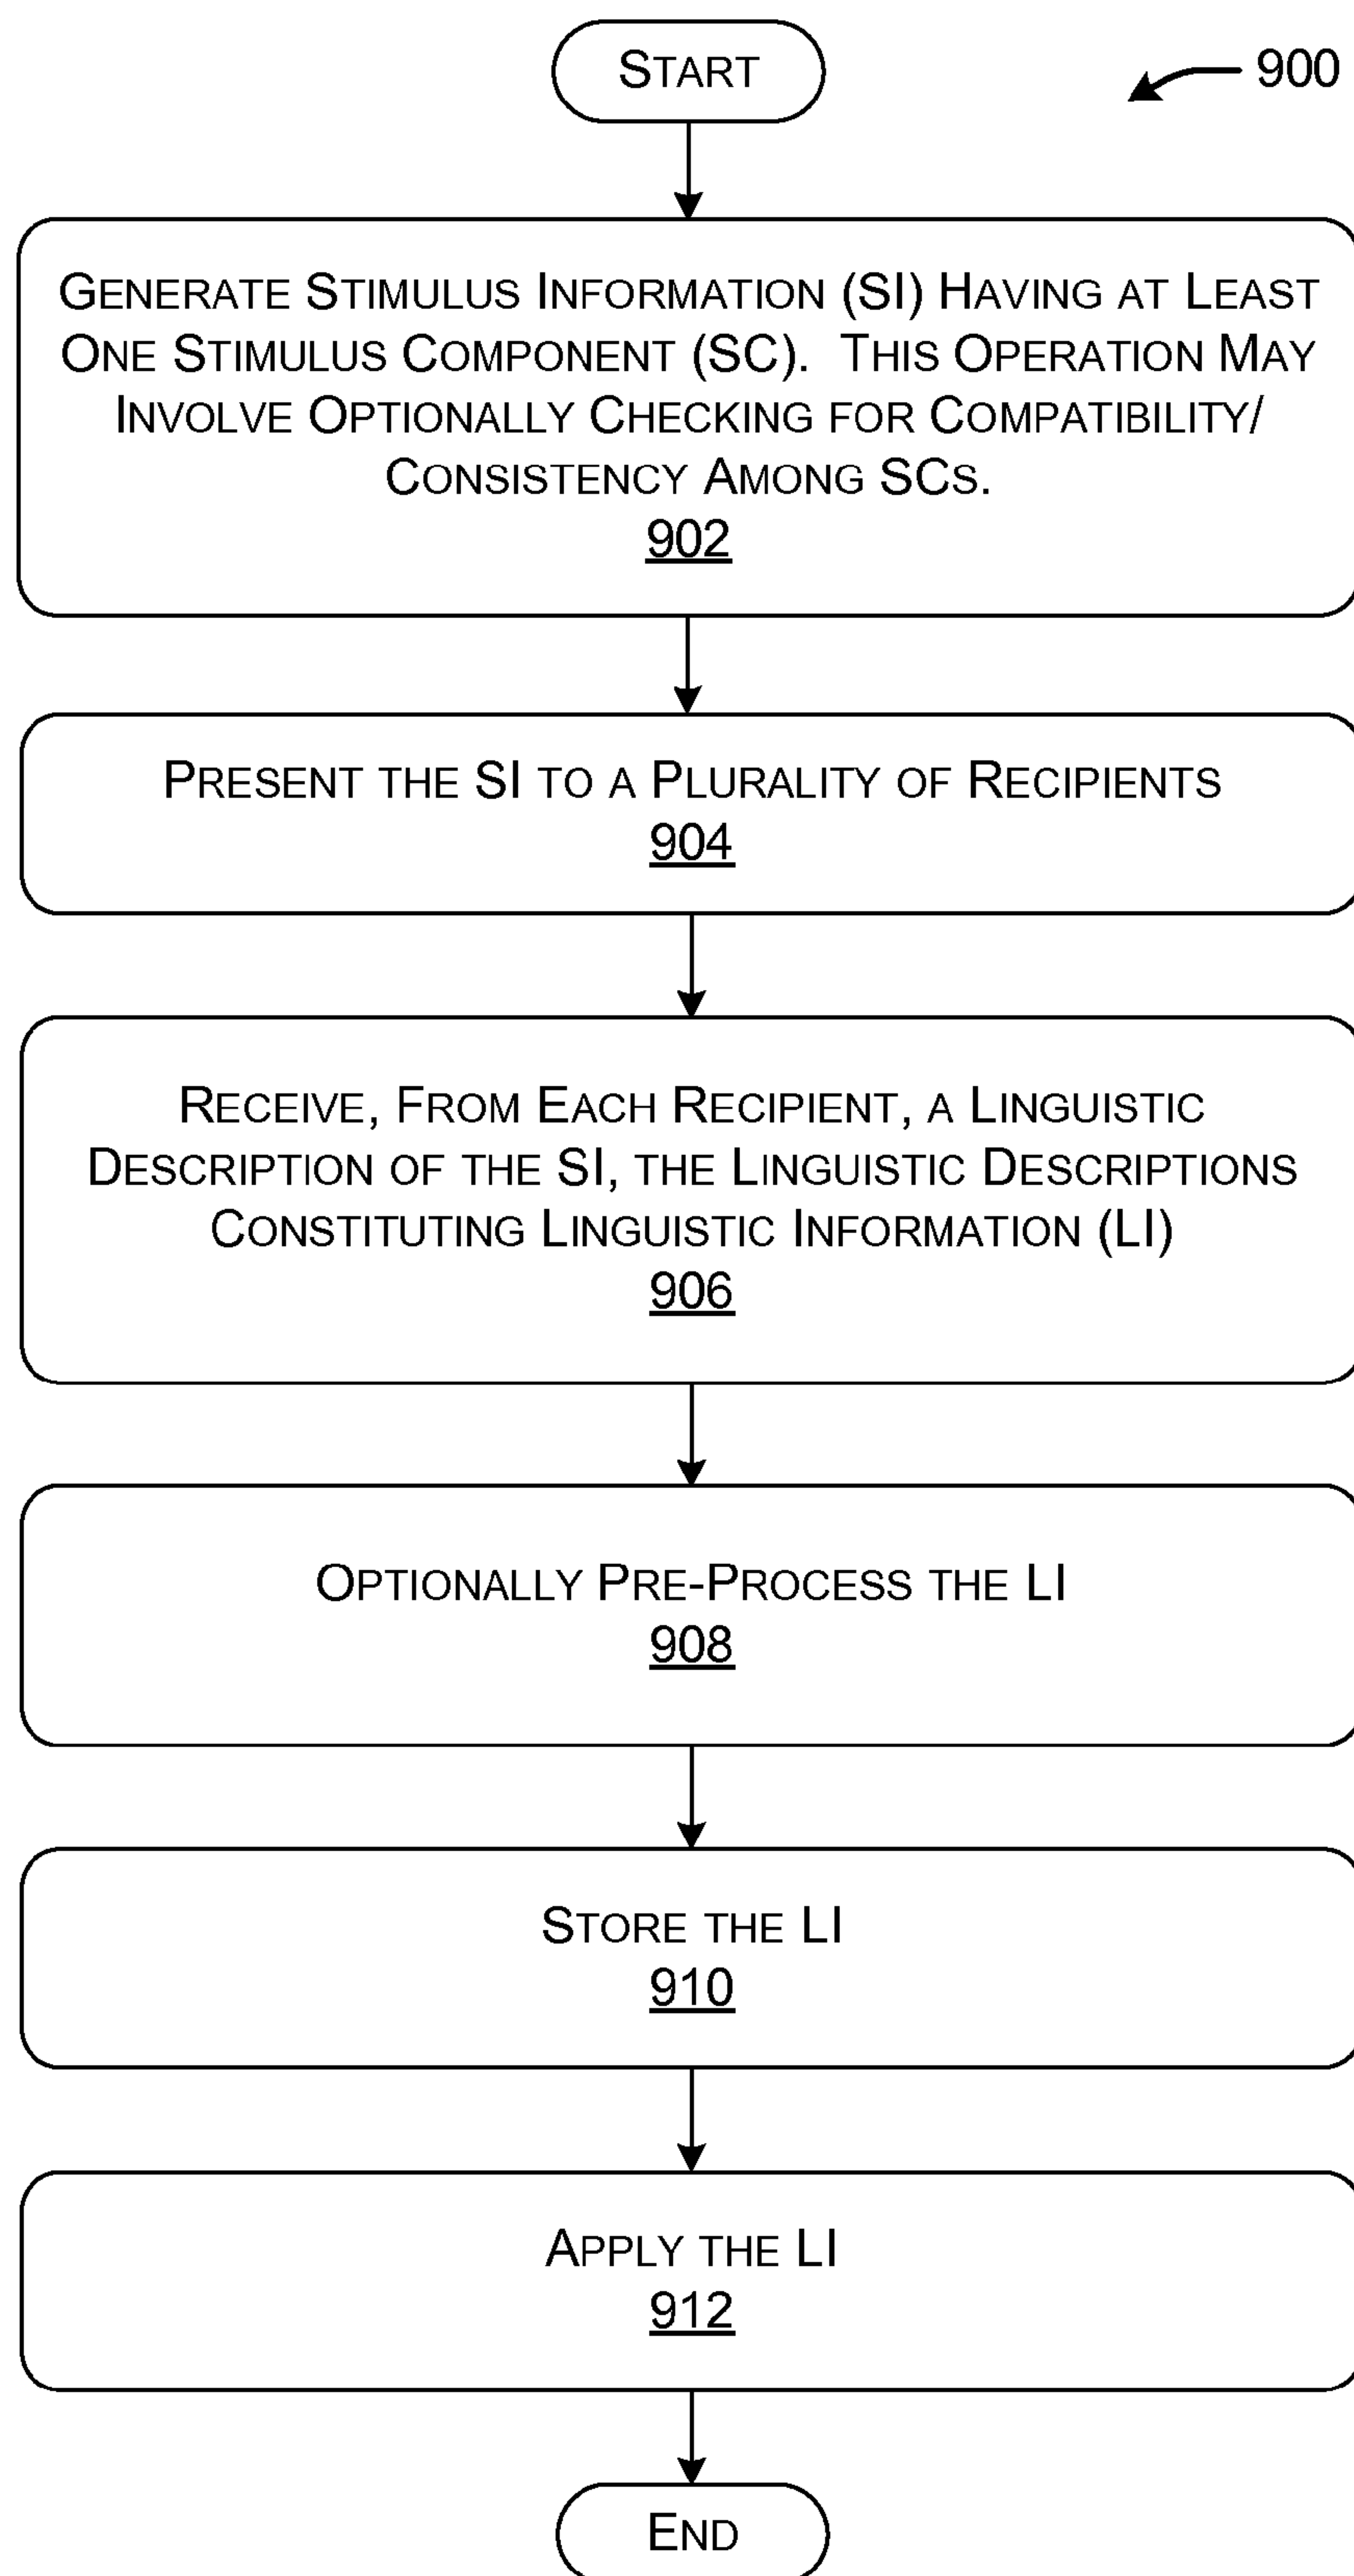 START
900
GENERATE STIMULUS INFORMATION (SI) HAVING AT LEAST
ONE STIMULUS COMPONENT (SC). THIS OPERATION MAY
INVOLVE OPTIONALLY CHECKING FOR COMPATIBILITY/
CONSISTENCY AMONG SCS.
902
PRESENT THE SI TO A PLURALITY OF RECIPIENTS
904
RECEIVE, FROM EACH RECIPIENT, A LINGUISTIC
DESCRIPTION OF THE SI, THE LINGUISTIC DESCRIPTIONS
CONSTITUTING LINGUISTIC INFORMATION (LI)
906
OPTIONALLY PRE-PROCESS THE LI
908
STORE THE LI
910
APPLY THE LI
912
END